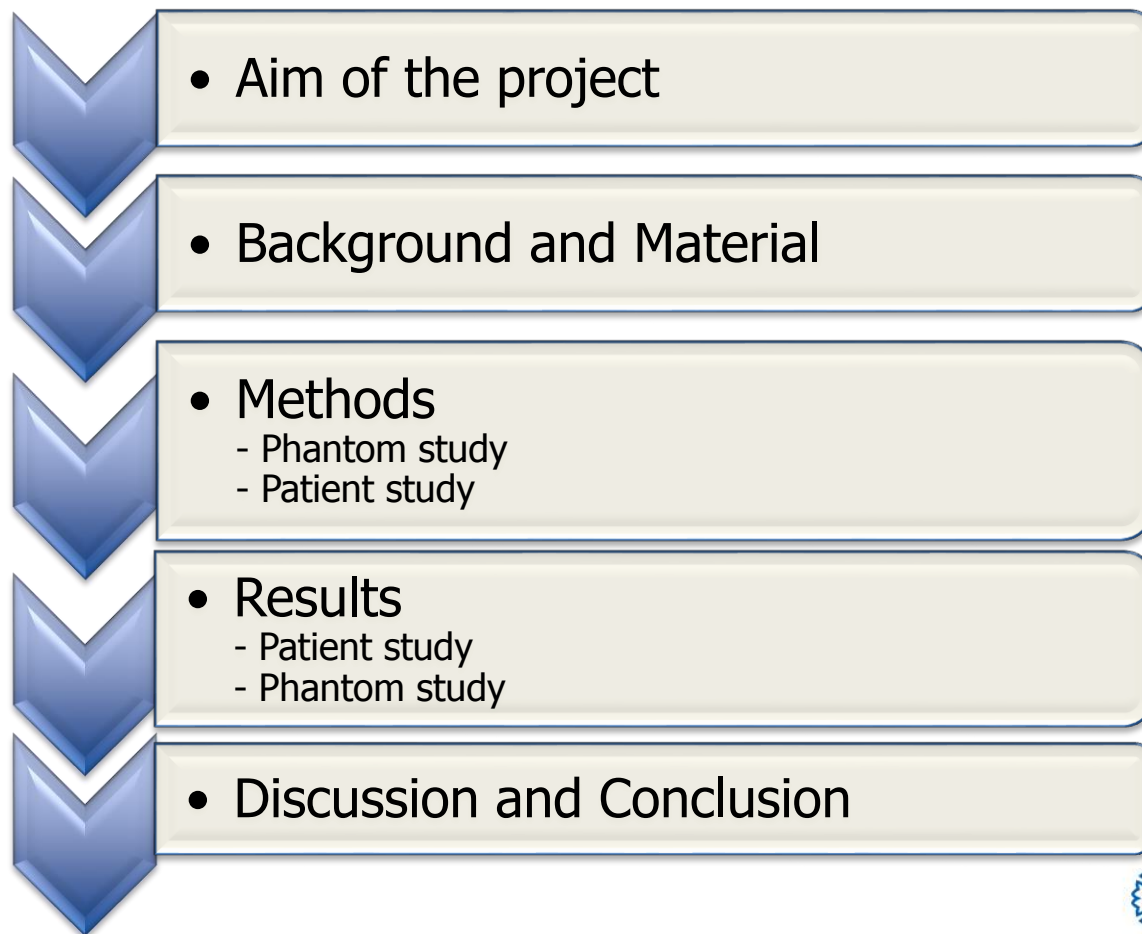 • Aim of the project
• Background and Material
• Methods
- Phantom study
- Patient study
• Results
- Patient study
- Phantom study
• Discussion and Conclusion